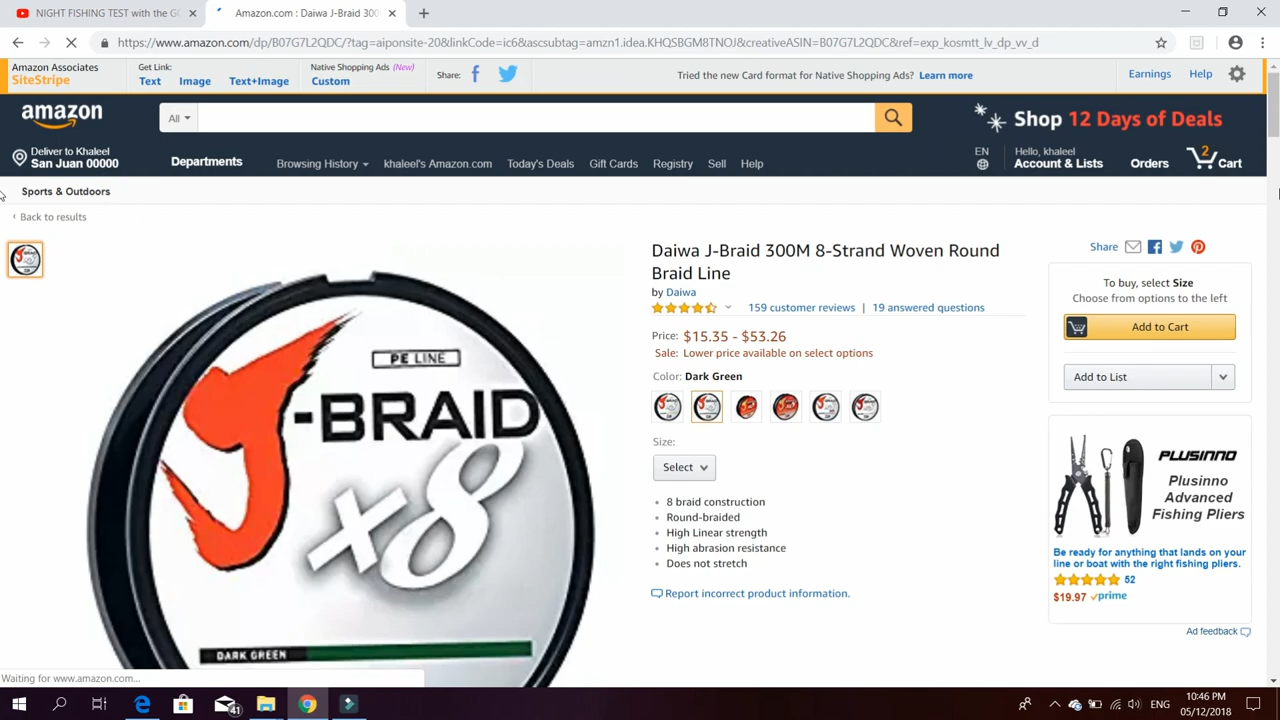 NIGHT FISHING TEST with the G
Amazon.com : Daiwa J-Braid 300
https://www.amazon.com/dp/B07G7L2QDC/?tag=aiponsite-20&linkCode=ic6&ascsubtag=amzn1.idea.KHQSBGM8TNOJ&creativeASIN=B07G7L2QDC&ref=exp_kosmtt_lv_dp_vv_d
Amazon Associates
SiteStripe
Get Link:
Text
Image
Text+Image
Native Shopping Ads (New)
Custom
Share:
Tried the new Card format for Native Shopping Ads? Learn more
Earnings
Help
amazon
All
Shop 12 Days of Deals
Deliver to Khaleel
San Juan 00000
Departments
Browsing History
khaleel's Amazon.com
Today's Deals
Gift Cards
Registry
Sell
Help
EN
Hello, khaleel
Account & Lists
Orders
2
Cart
Sports & Outdoors
Back to results
PE LINE
J-BRAID
x8
DARK GREEN
Daiwa J-Braid 300M 8-Strand Woven Round
Braid Line
by Daiwa
159 customer reviews | 19 answered questions
Price: $15.35 - $53.26
Sale: Lower price available on select options
Color: Dark Green
Size:
Select
8 braid construction
Round-braided
High Linear strength
High abrasion resistance
Does not stretch
Report incorrect product information.
Share
To buy, select Size
Choose from options to the left
Add to Cart
Add to List
PLUSINNO
Plusinno
Advanced
Fishing Pliers
Be ready for anything that lands on your
line or boat with the right fishing pliers.
52
$19.97 prime
Ad feedback
Waiting for www.amazon.com...
41
ENG
10:46 PM
05/12/2018